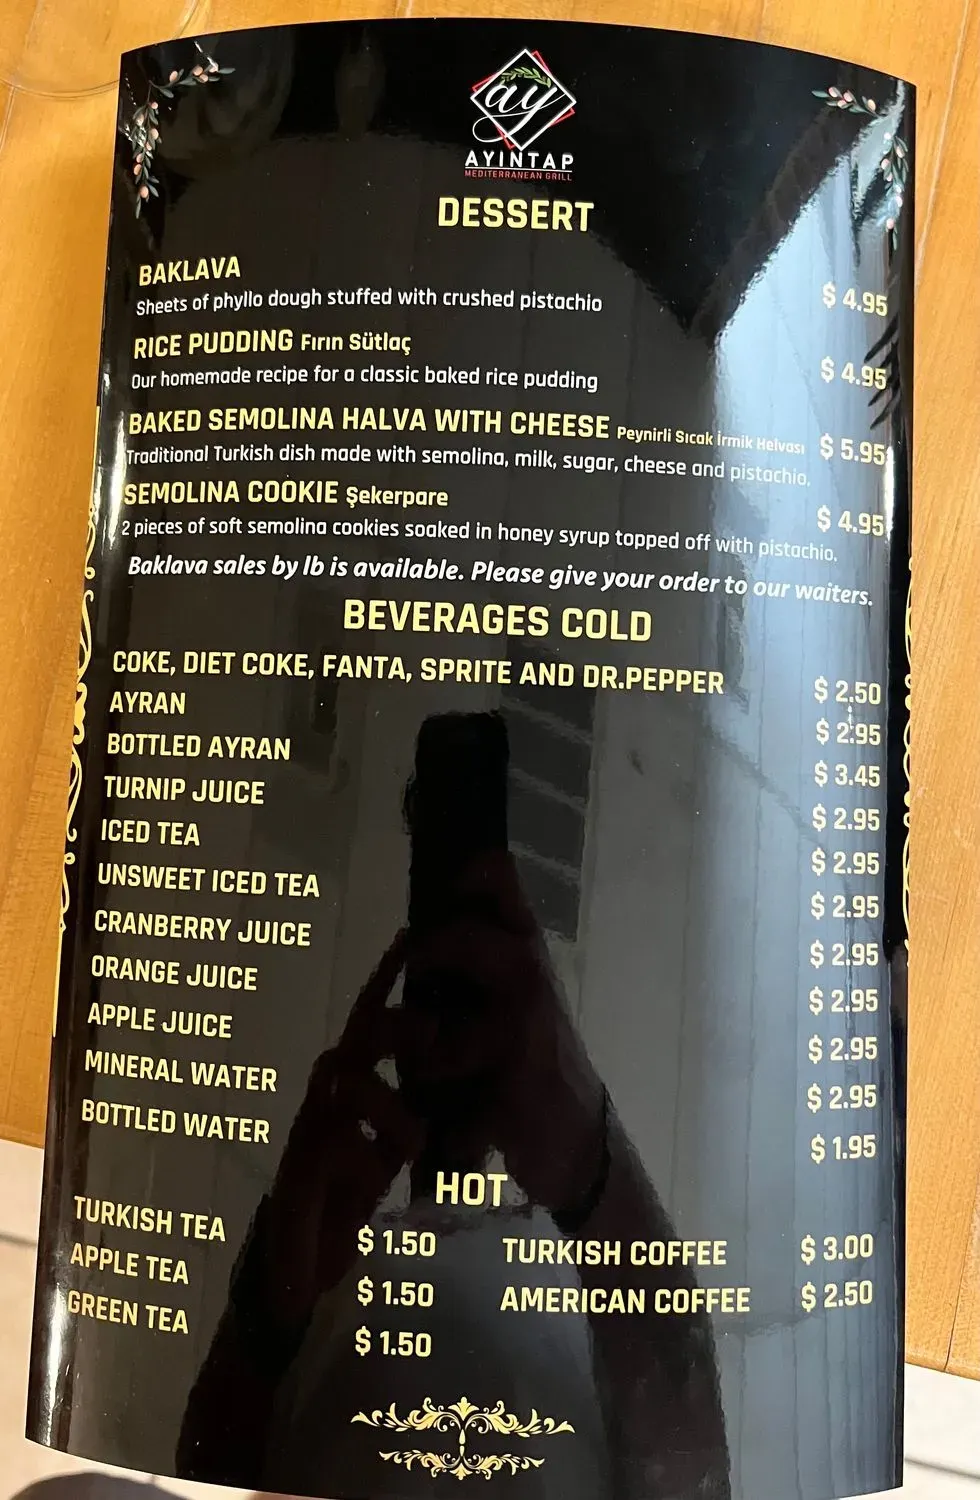 ay
AYINTAP
MEDITERRANEAN GRILL
DESSERT
BAKLAVA
Sheets of phyllo dough stuffed with crushed pistachio $ 4.95
RICE PUDDING Fırın Sütlaç
Our homemade recipe for a classic baked rice pudding $ 4.95
BAKED SEMOLINA HALVA WITH CHEESE Peynirli Sıcak İrmik Helvası $ 5.95
Traditional Turkish dish made with semolina, milk, sugar, cheese and pistachio.
SEMOLINA COOKIE Şekerpare $ 4.95
2 pieces of soft semolina cookies soaked in honey syrup topped off with pistachio.
Baklava sales by lb is available. Please give your order to our waiters.
BEVERAGES COLD
COKE, DIET COKE, FANTA, SPRITE AND DR.PEPPER $ 2.50
AYRAN $ 2.95
BOTTLED AYRAN $ 3.45
TURNIP JUICE $ 2.95
ICED TEA $ 2.95
UNSWEET ICED TEA $ 2.95
CRANBERRY JUICE $ 2.95
ORANGE JUICE $ 2.95
APPLE JUICE $ 2.95
MINERAL WATER $ 2.95
BOTTLED WATER $ 1.95
HOT
TURKISH TEA $ 1.50 TURKISH COFFEE $ 3.00
APPLE TEA $ 1.50 AMERICAN COFFEE $ 2.50
GREEN TEA $ 1.50